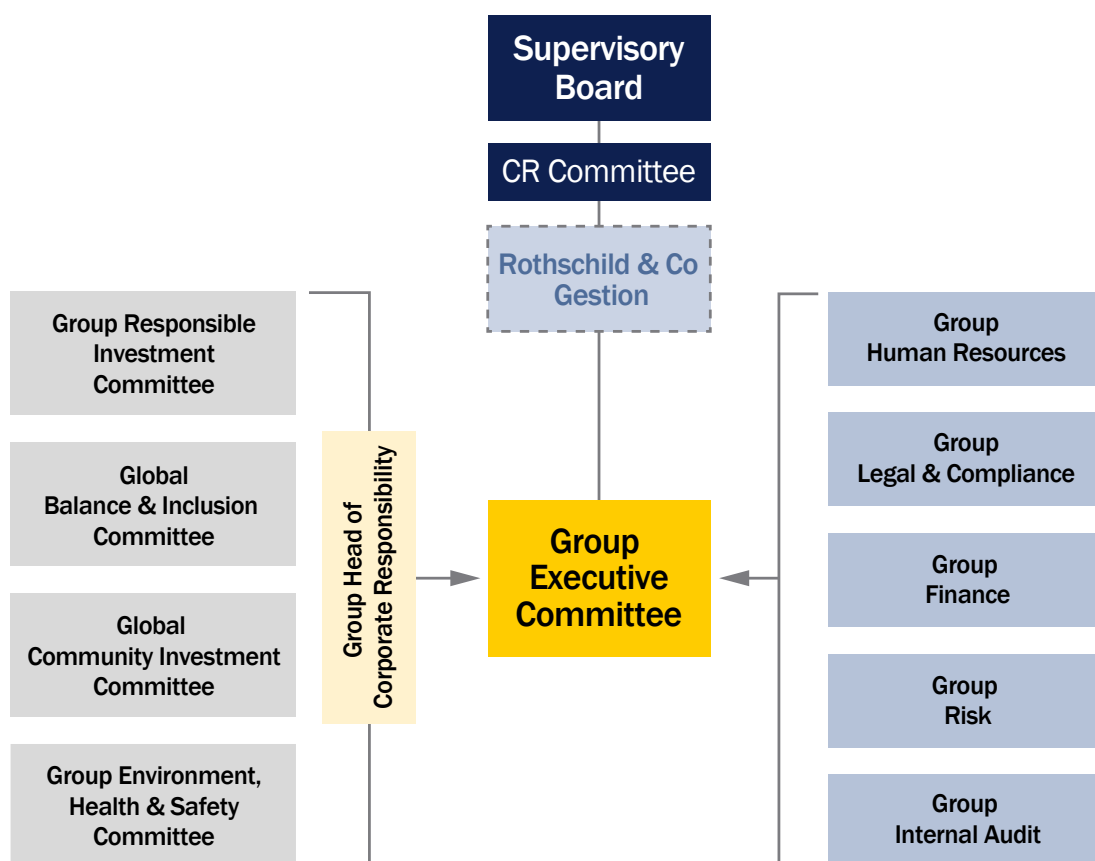 Supervisory
Board
CR Committee
Rothschild & Co
Gestion
Group Responsible
Investment
Committee
Global
Balance & Inclusion
Committee
Global
Community Investment
Committee
Group Environment,
Health & Safety
Committee
Group Head of
Corporate Responsibility
Group
Executive
Committee
Group
Human Resources
Group
Legal & Compliance
Group
Finance
Group
Risk
Group
Internal Audit